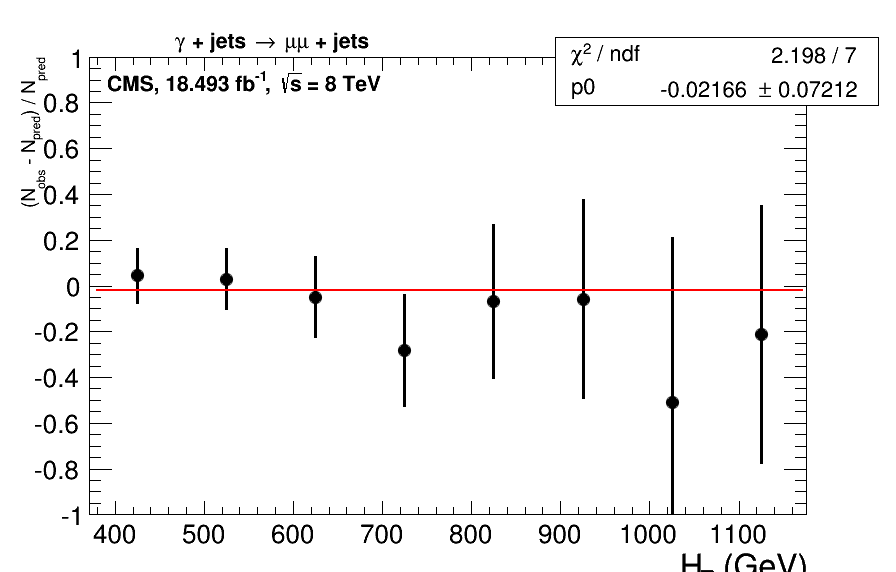 γ + jets → μμ + jets
χ² / ndf 2.198 / 7
p0 -0.02166 ± 0.07212
CMS, 18.493 fb⁻¹, √s = 8 TeV
(N_obs - N_pred) / N_pred
1
0.8
0.6
0.4
0.2
0
-0.2
-0.4
-0.6
-0.8
-1
400 500 600 700 800 900 1000 1100
(GeV)